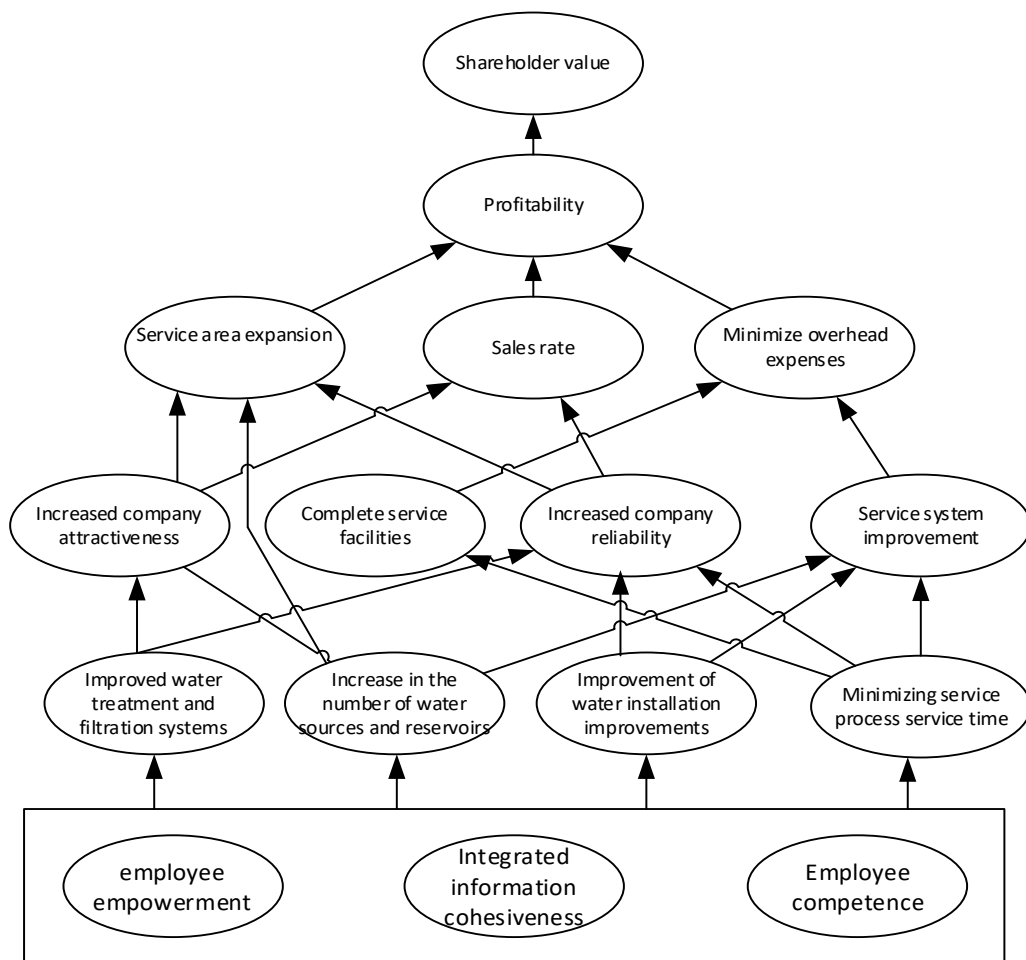 Shareholder value
Profitability
Service area expansion
Sales rate
Minimize overhead
expenses
Increased company
attractiveness
Complete service
facilities
Increased company
reliability
Service system
improvement
Improved water
treatment and
filtration systems
Increase in the
number of water
sources and reservoirs
Improvement of
water installation
improvements
Minimizing service
process service time
employee
empowerment
Integrated
information
cohesiveness
Employee
competence